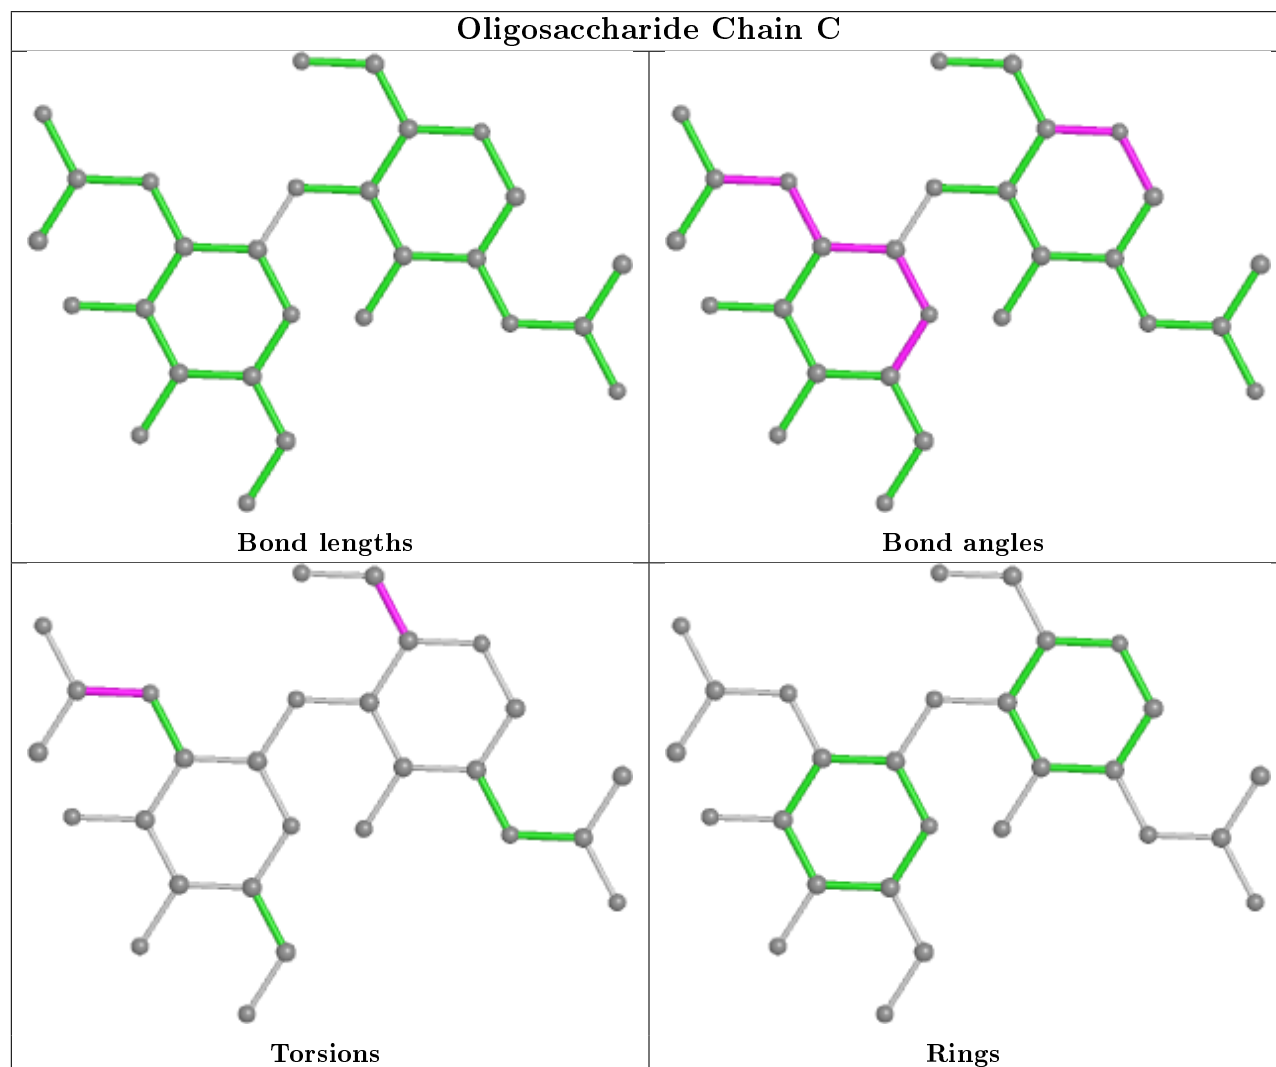 Oligosaccharide Chain C
Bond lengths
Bond angles
Torsions
Rings